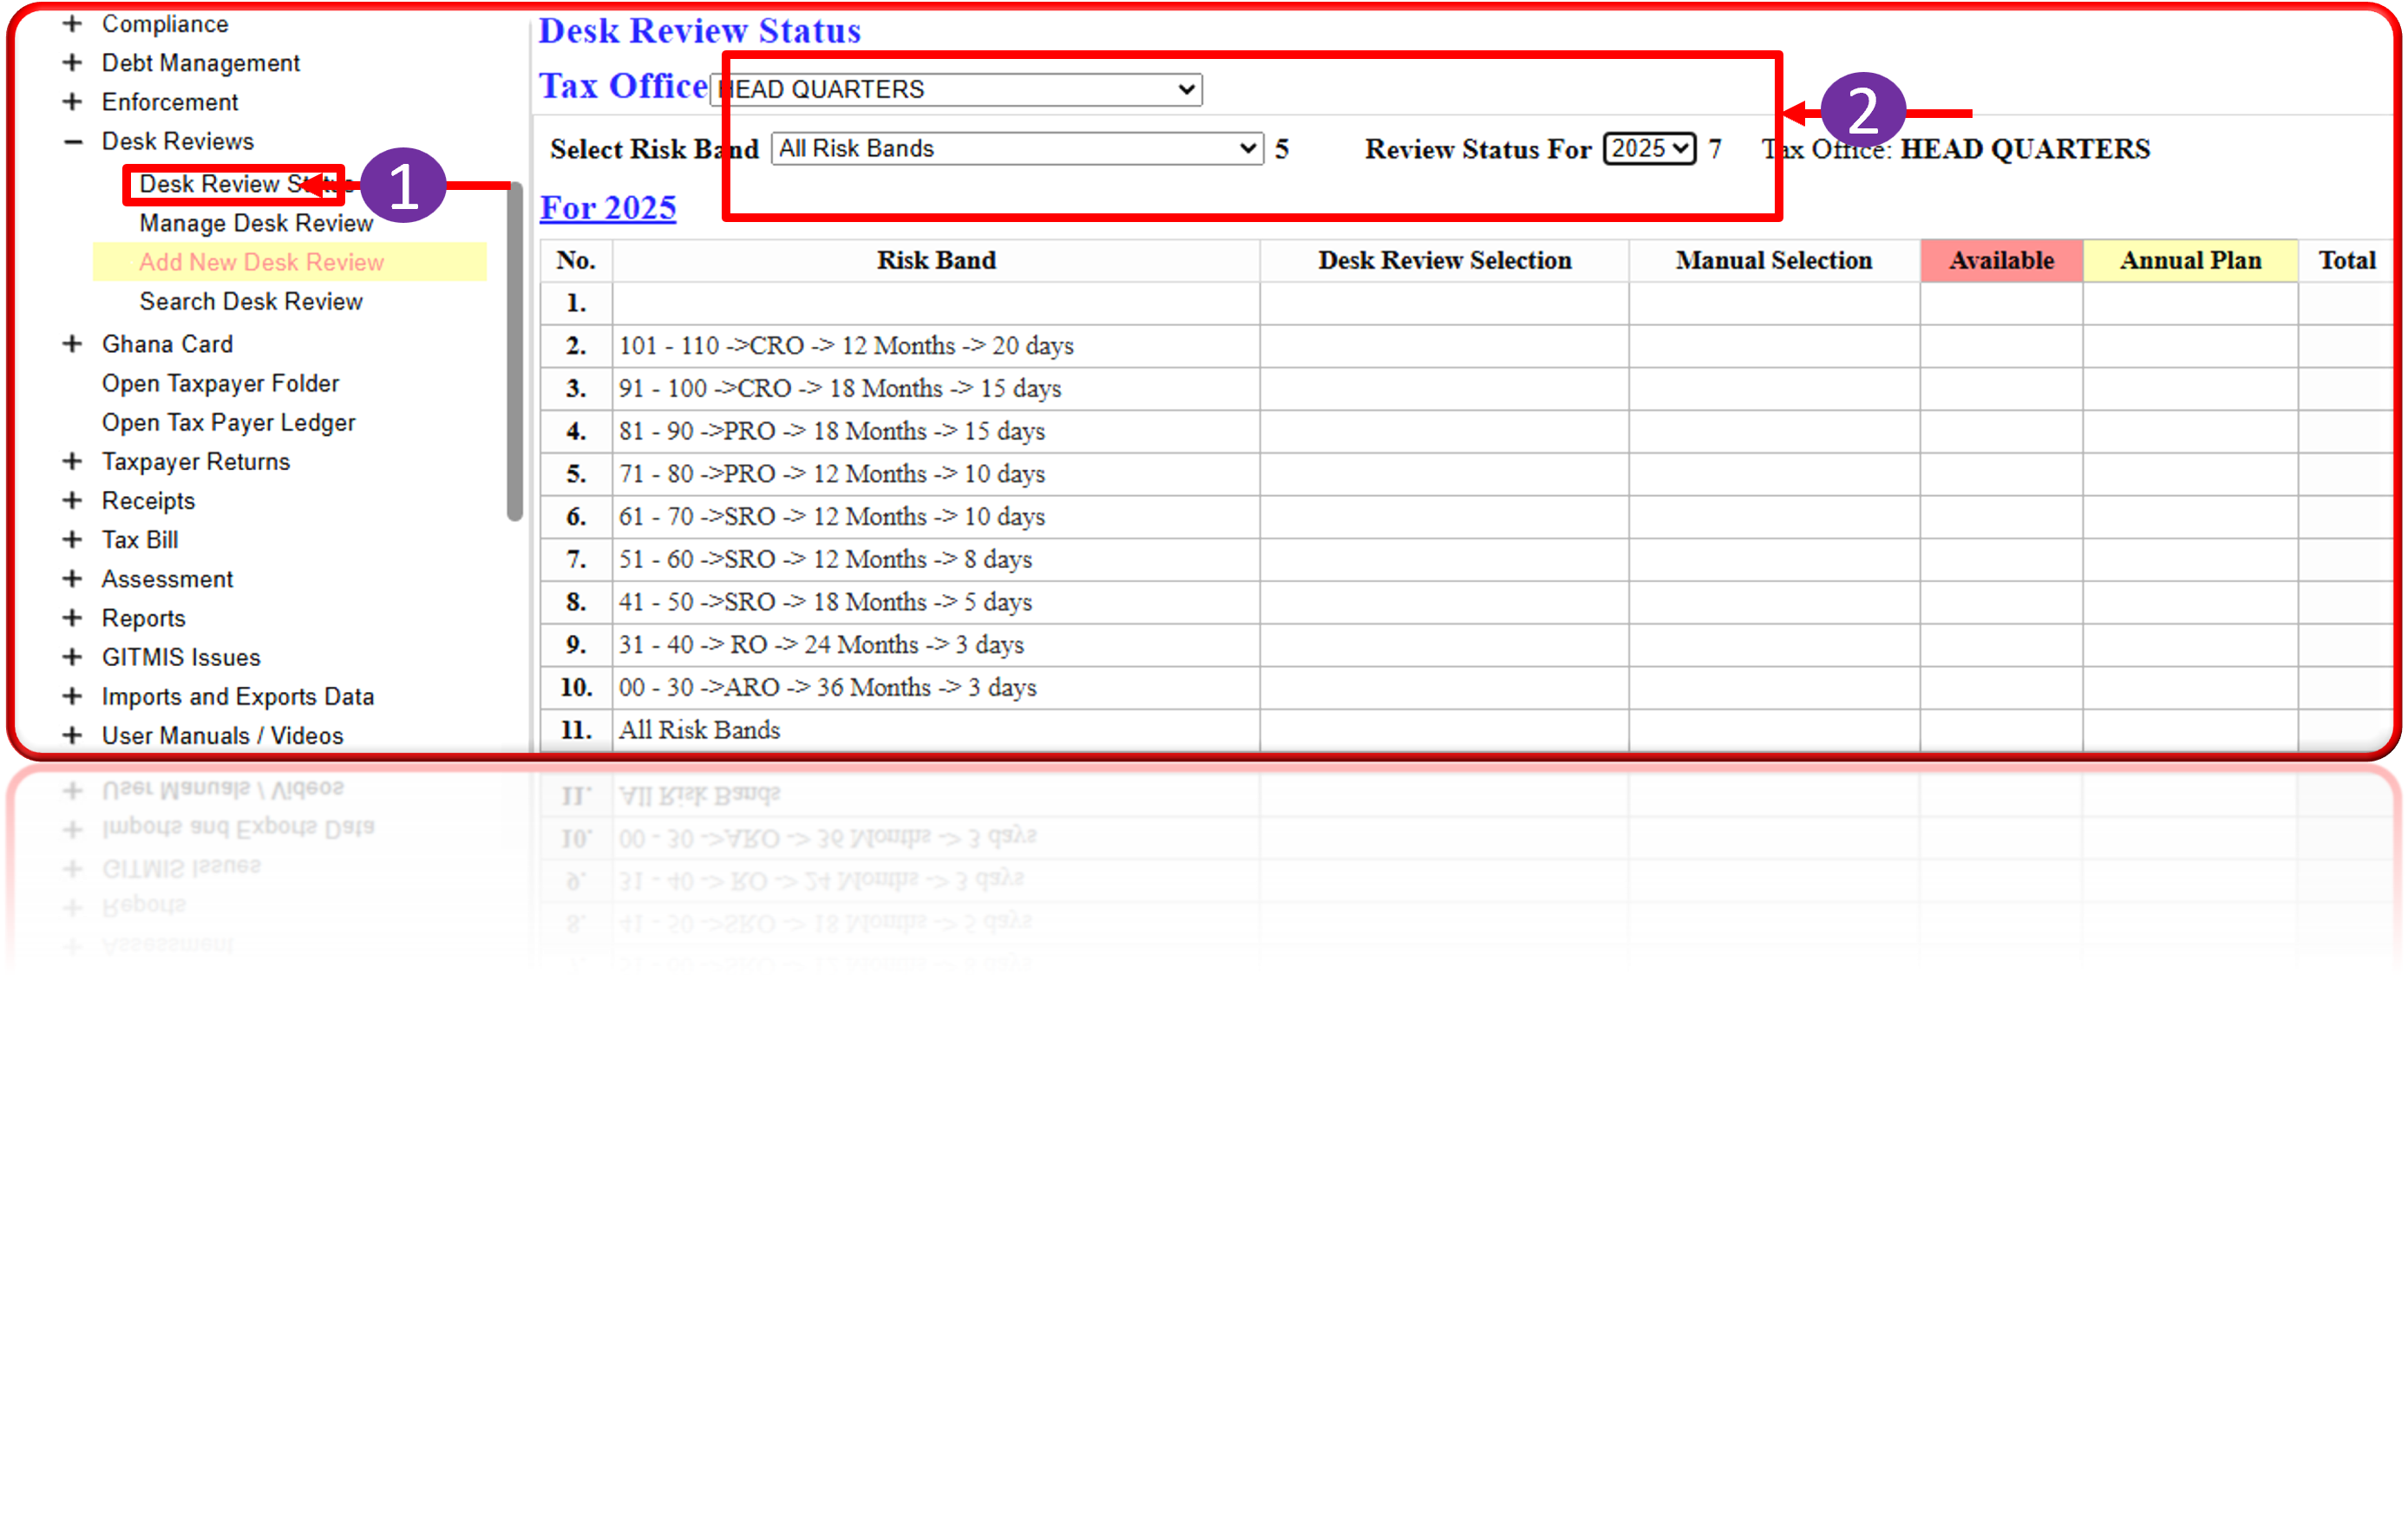 Compliance
Debt Management
Enforcement
Desk Reviews
Desk Review Status
Manage Desk Review
Add New Desk Review
Search Desk Review
Ghana Card
Open Taxpayer Folder
Open Tax Payer Ledger
Taxpayer Returns
Receipts
Tax Bill
Assessment
Reports
GITMIS Issues
Imports and Exports Data
User Manuals / Videos
1
Desk Review Status
Tax Office HEAD QUARTERS
2
Select Risk Band All Risk Bands 5 Review Status For 2025 7 Tax Office: HEAD QUARTERS
For 2025
No. Risk Band Desk Review Selection Manual Selection Available Annual Plan Total
1.
2. 101 - 110 ->CRO -> 12 Months -> 20 days
3. 91 - 100 ->CRO -> 18 Months -> 15 days
4. 81 - 90 ->PRO -> 18 Months -> 15 days
5. 71 - 80 ->PRO -> 12 Months -> 10 days
6. 61 - 70 ->SRO -> 12 Months -> 10 days
7. 51 - 60 ->SRO -> 12 Months -> 8 days
8. 41 - 50 ->SRO -> 18 Months -> 5 days
9. 31 - 40 -> RO -> 24 Months -> 3 days
10. 00 - 30 ->ARO -> 36 Months -> 3 days
11. All Risk Bands